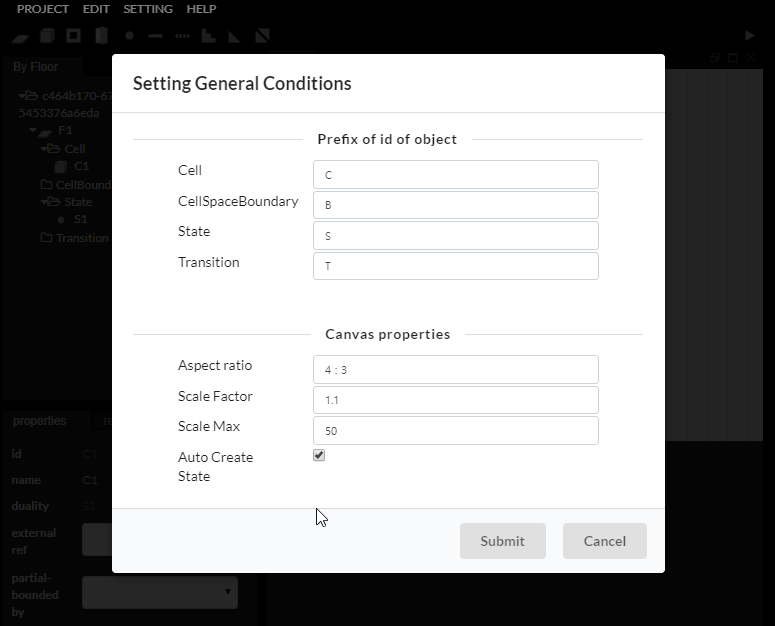 PROJECT EDIT SETTING HELP
By Floor
c464b170-67
5453376a6eda
F1
Cell
C1
CellBound
State
S1
Transition
Setting General Conditions
Prefix of id of object
Cell C
CellSpaceBoundary B
State S
Transition T
Canvas properties
Aspect ratio 4 : 3
Scale Factor 1.1
Scale Max 50
Auto Create
State
Submit Cancel
properties re
id C1
name C1
duality S1
external
ref
partial-
bounded
by